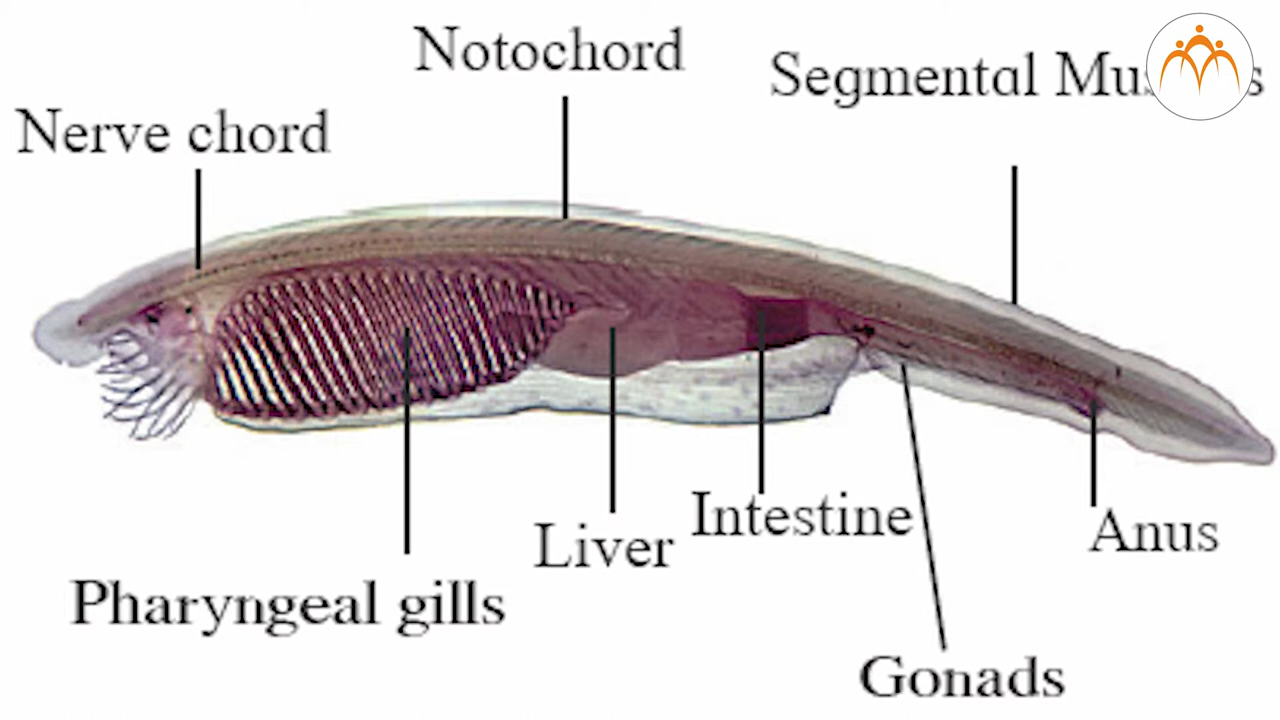 Notochord
Segmental
Nerve chord
Intestine
Liver
Anus
Pharyngeal gills
Gonads